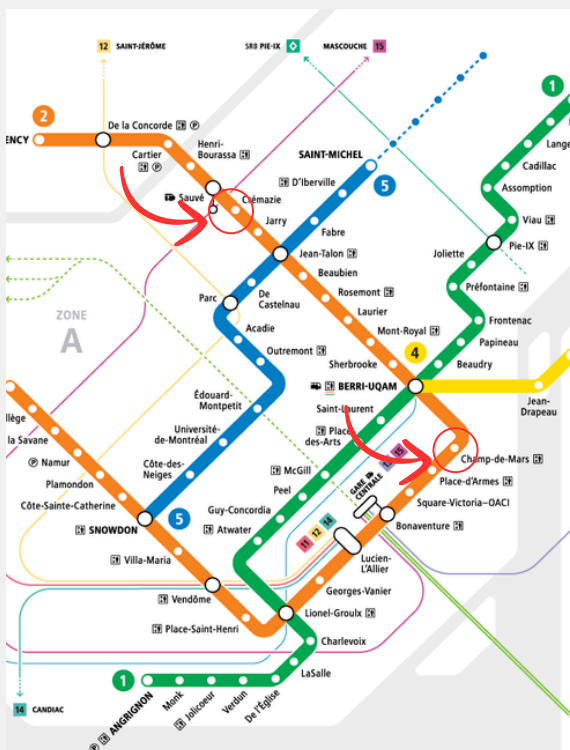 12 SAINT-JÉRÔME
SRB PIE-IX
MASCOUCHE 15
2
1
ENCY
De la Concorde P
Cartier
P
Henri-
Bourassa
SAINT-MICHEL
Sauvé
Crémazie
Jarry
D'Iberville
5
Fabre
Jean-Talon
Beaubien
Rosemont
Laurier
Mont-Royal
Sherbrooke
Lange
Cadillac
Assomption
Viau
Pie-IX
Joliette
Préfontaine
Frontenac
Papineau
Beaudry
Parc
De
Castelnau
Acadie
Outremont
ZONE
A
Édouard-
Montpetit
Université-
de-Montréal
Côte-des-
Neiges
4
BERRI-UQAM
Jean-
Drapeau
Saint-Laurent
Place-
des-Arts
McGill
Peel
Guy-Concordia
Atwater
llège
la Savane
P Namur
Plamondon
Côte-Sainte-Catherine
SNOWDON
5
Villa-Maria
Vendôme
Place-Saint-Henri
15
Champ-de-Mars
Place-d'Armes
Square-Victoria–OACI
Bonaventure
GARE
CENTRALE
11 12 14
Lucien-
L'Allier
Georges-Vanier
Lionel-Groulx
Charlevoix
LaSalle
De l'Église
Verdun
Jolicoeur
Monk
P ANGRIGNON
1
14 CANDIAC